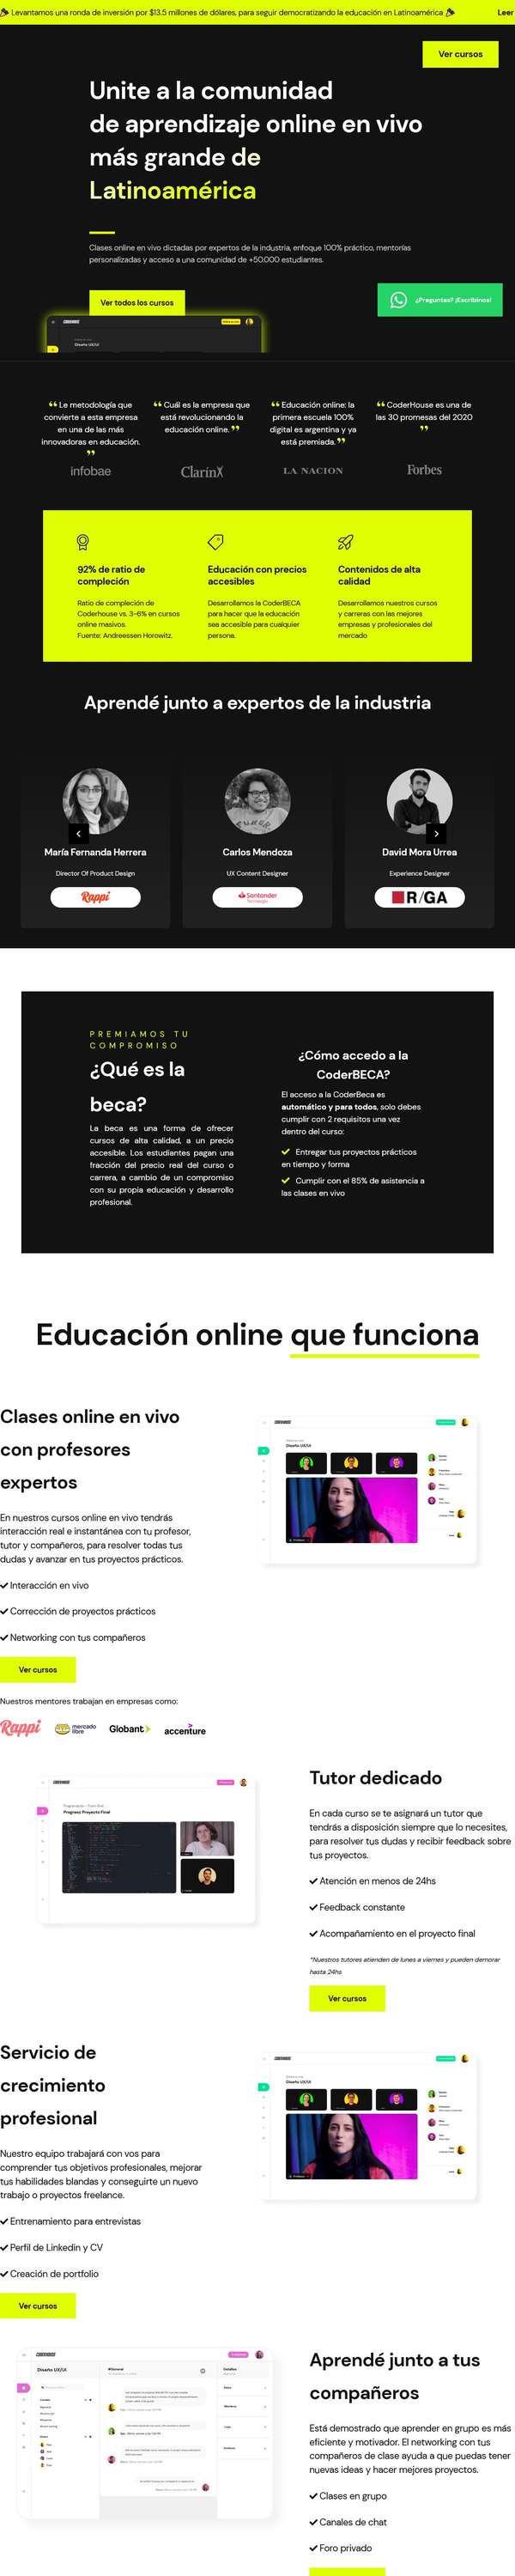 Levantamos una ronda de inversión por $13.5 millones de dólares, para seguir democratizando la educación en Latinoamérica
Leer
Ver cursos
Unite a la comunidad
de aprendizaje online en vivo
más grande de
Latinoamérica
Clases online en vivo dictadas por expertos de la industria, enfoque 100% práctico, mentorías
personalizadas y acceso a una comunidad de +50.000 estudiantes.
Ver todos los cursos
¿Preguntas? ¡Escribinos!
CODERHOUSE
Diseño UX/UI
Le metodología que
convierte a esta empresa
en una de las más
innovadoras en educación.
infobae
Cuál es la empresa que
está revolucionando la
educación online.
Clarín
Educación online: la
primera escuela 100%
digital es argentina y ya
está premiada.
LA NACION
CoderHouse es una de
las 30 promesas del 2020
Forbes
92% de ratio de
compleción
Ratio de compleción de
Coderhouse vs. 3-6% en cursos
online masivos.
Fuente: Andreessen Horowitz.
Educación con precios
accesibles
Desarrollamos la CoderBECA
para hacer que la educación
sea accesible para cualquier
persona.
Contenidos de alta
calidad
Desarrollamos nuestros cursos
y carreras con las mejores
empresas y profesionales del
mercado
Aprendé junto a expertos de la industria
María Fernanda Herrera
Director Of Product Design
Rappi
Carlos Mendoza
UX Content Designer
Santander
Tecnología
David Mora Urrea
Experience Designer
R/GA
PREMIAMOS TU
COMPROMISO
¿Qué es la
beca?
La beca es una forma de ofrecer
cursos de alta calidad, a un precio
accesible. Los estudiantes pagan una
fracción del precio real del curso o
carrera, a cambio de un compromiso
con su propia educación y desarrollo
profesional.
¿Cómo accedo a la
CoderBECA?
El acceso a la CoderBeca es
automático y para todos, solo debes
cumplir con 2 requisitos una vez
dentro del curso:
Entregar tus proyectos prácticos
en tiempo y forma
Cumplir con el 85% de asistencia a
las clases en vivo
Educación online que funciona
Clases online en vivo
con profesores
expertos
En nuestros cursos online en vivo tendrás
interacción real e instantánea con tu profesor,
tutor y compañeros, para resolver todas tus
dudas y avanzar en tus proyectos prácticos.
Interacción en vivo
Corrección de proyectos prácticos
Networking con tus compañeros
Ver cursos
Nuestros mentores trabajan en empresas como:
Rappi
mercado
libre
Globant
accenture
CODERHOUSE
Diseño UX/UI
CODERHOUSE
Progreso Proyecto Final
Tutor dedicado
En cada curso se te asignará un tutor que
tendrás a disposición siempre que lo necesites,
para resolver tus dudas y recibir feedback sobre
tus proyectos.
Atención en menos de 24hs
Feedback constante
Acompañamiento en el proyecto final
*Nuestros tutores atienden de lunes a viernes y pueden demorar
hasta 24hs
Ver cursos
Servicio de
crecimiento
profesional
Nuestro equipo trabajará con vos para
comprender tus objetivos profesionales, mejorar
tus habilidades blandas y conseguirte un nuevo
trabajo o proyectos freelance.
Entrenamiento para entrevistas
Perfil de Linkedin y CV
Creación de portfolio
Ver cursos
CODERHOUSE
Diseño UX/UI
CODERHOUSE
Diseño UX/UI
#General
Detalles
Aprendé junto a tus
compañeros
Está demostrado que aprender en grupo es más
eficiente y motivador. El networking con tus
compañeros de clase ayuda a que puedas tener
nuevas ideas y hacer mejores proyectos.
Clases en grupo
Canales de chat
Foro privado